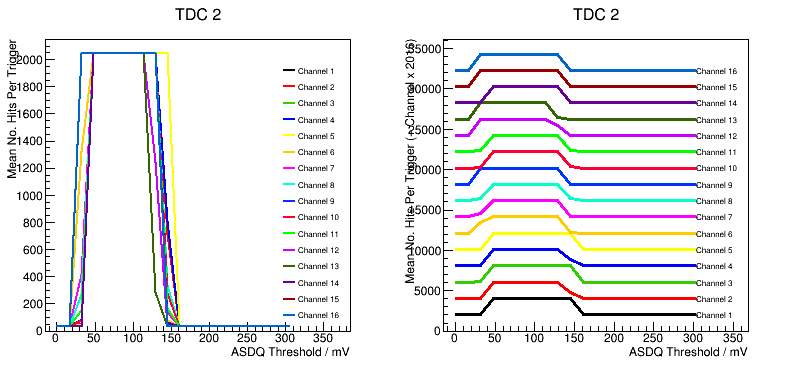 TDC 2
Mean No. Hits Per Trigger
2000
1800
1600
1400
1200
1000
800
600
400
200
0
0 50 100 150 200 250 300 350
ASDQ Threshold / mV
Channel 1
Channel 2
Channel 3
Channel 4
Channel 5
Channel 6
Channel 7
Channel 8
Channel 9
Channel 10
Channel 11
Channel 12
Channel 13
Channel 14
Channel 15
Channel 16
TDC 2
Mean No. Hits Per Trigger (+ Channel x 2016)
35000
30000
25000
20000
15000
10000
5000
0
0 50 100 150 200 250 300 350
ASDQ Threshold / mV
Channel 16
Channel 15
Channel 14
Channel 13
Channel 12
Channel 11
Channel 10
Channel 9
Channel 8
Channel 7
Channel 6
Channel 5
Channel 4
Channel 3
Channel 2
Channel 1